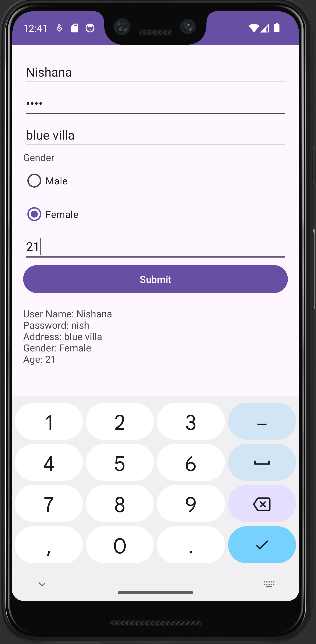 12:41
Nishana
••••
blue villa
Gender
Male
Female
21
Submit
User Name: Nishana
Password: nish
Address: blue villa
Gender: Female
Age: 21
1 2 3 –
4 5 6
7 8 9
, 0 .